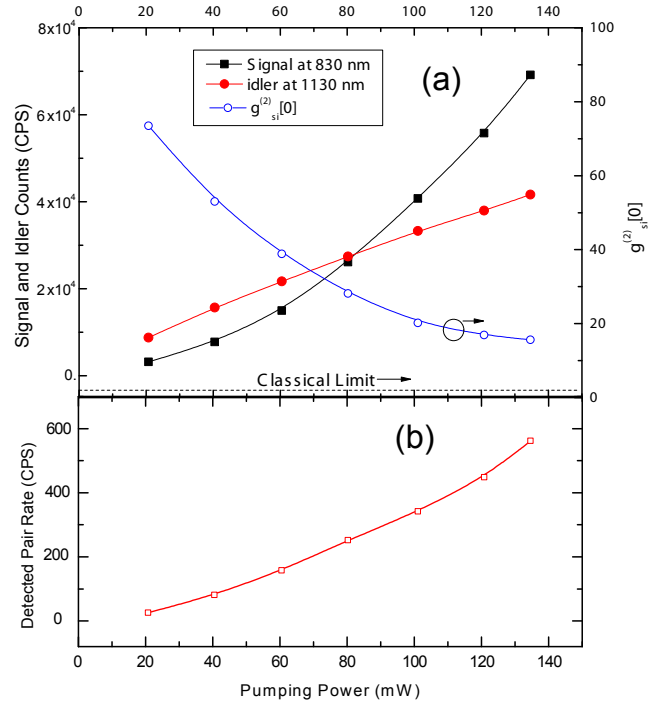 0 20 40 60 80 100 120 140
8x10⁴
6x10⁴
4x10⁴
2x10⁴
0.
Signal and Idler Counts (CPS)
Signal at 830 nm
idler at 1130 nm
g⁽²⁾si[0]
(a)
100
80
60
40
20
0
g⁽²⁾si[0]
Classical Limit
(b)
600
400
200
0
Detected Pair Rate (CPS)
0 20 40 60 80 100 120 140
Pumping Power (mW)